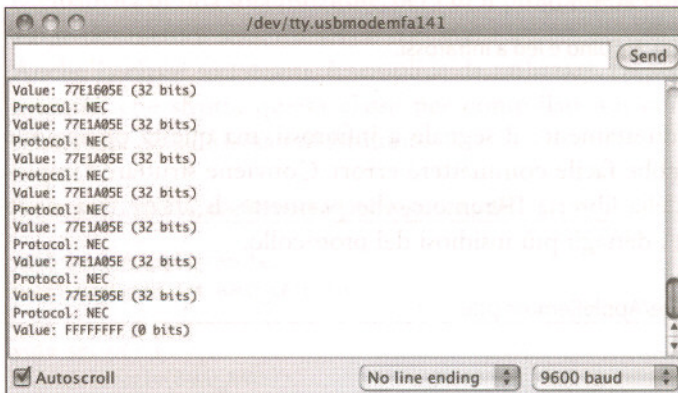 /dev/tty.usbmodemfa141
Send
Value: 77E1605E (32 bits)
Protocol: NEC
Value: 77E1A05E (32 bits)
Protocol: NEC
Value: 77E1A05E (32 bits)
Protocol: NEC
Value: 77E1A05E (32 bits)
Protocol: NEC
Value: 77E1A05E (32 bits)
Protocol: NEC
Value: 77E1A05E (32 bits)
Protocol: NEC
Value: 77E1505E (32 bits)
Protocol: NEC
Value: FFFFFFFF (0 bits)
Autoscroll
No line ending
9600 baud